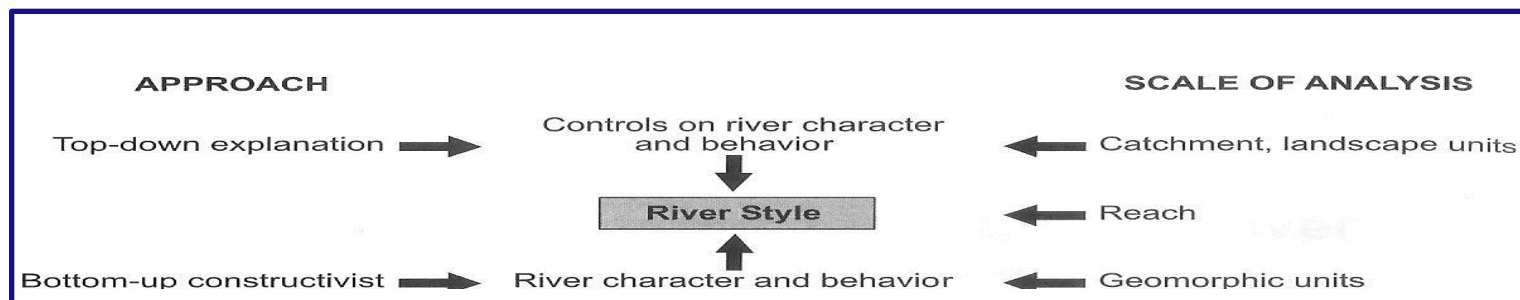 APPROACH
SCALE OF ANALYSIS
Top-down explanation
Controls on river character
and behavior
Catchment, landscape units
River Style
Reach
Bottom-up constructivist
River character and behavior
Geomorphic units